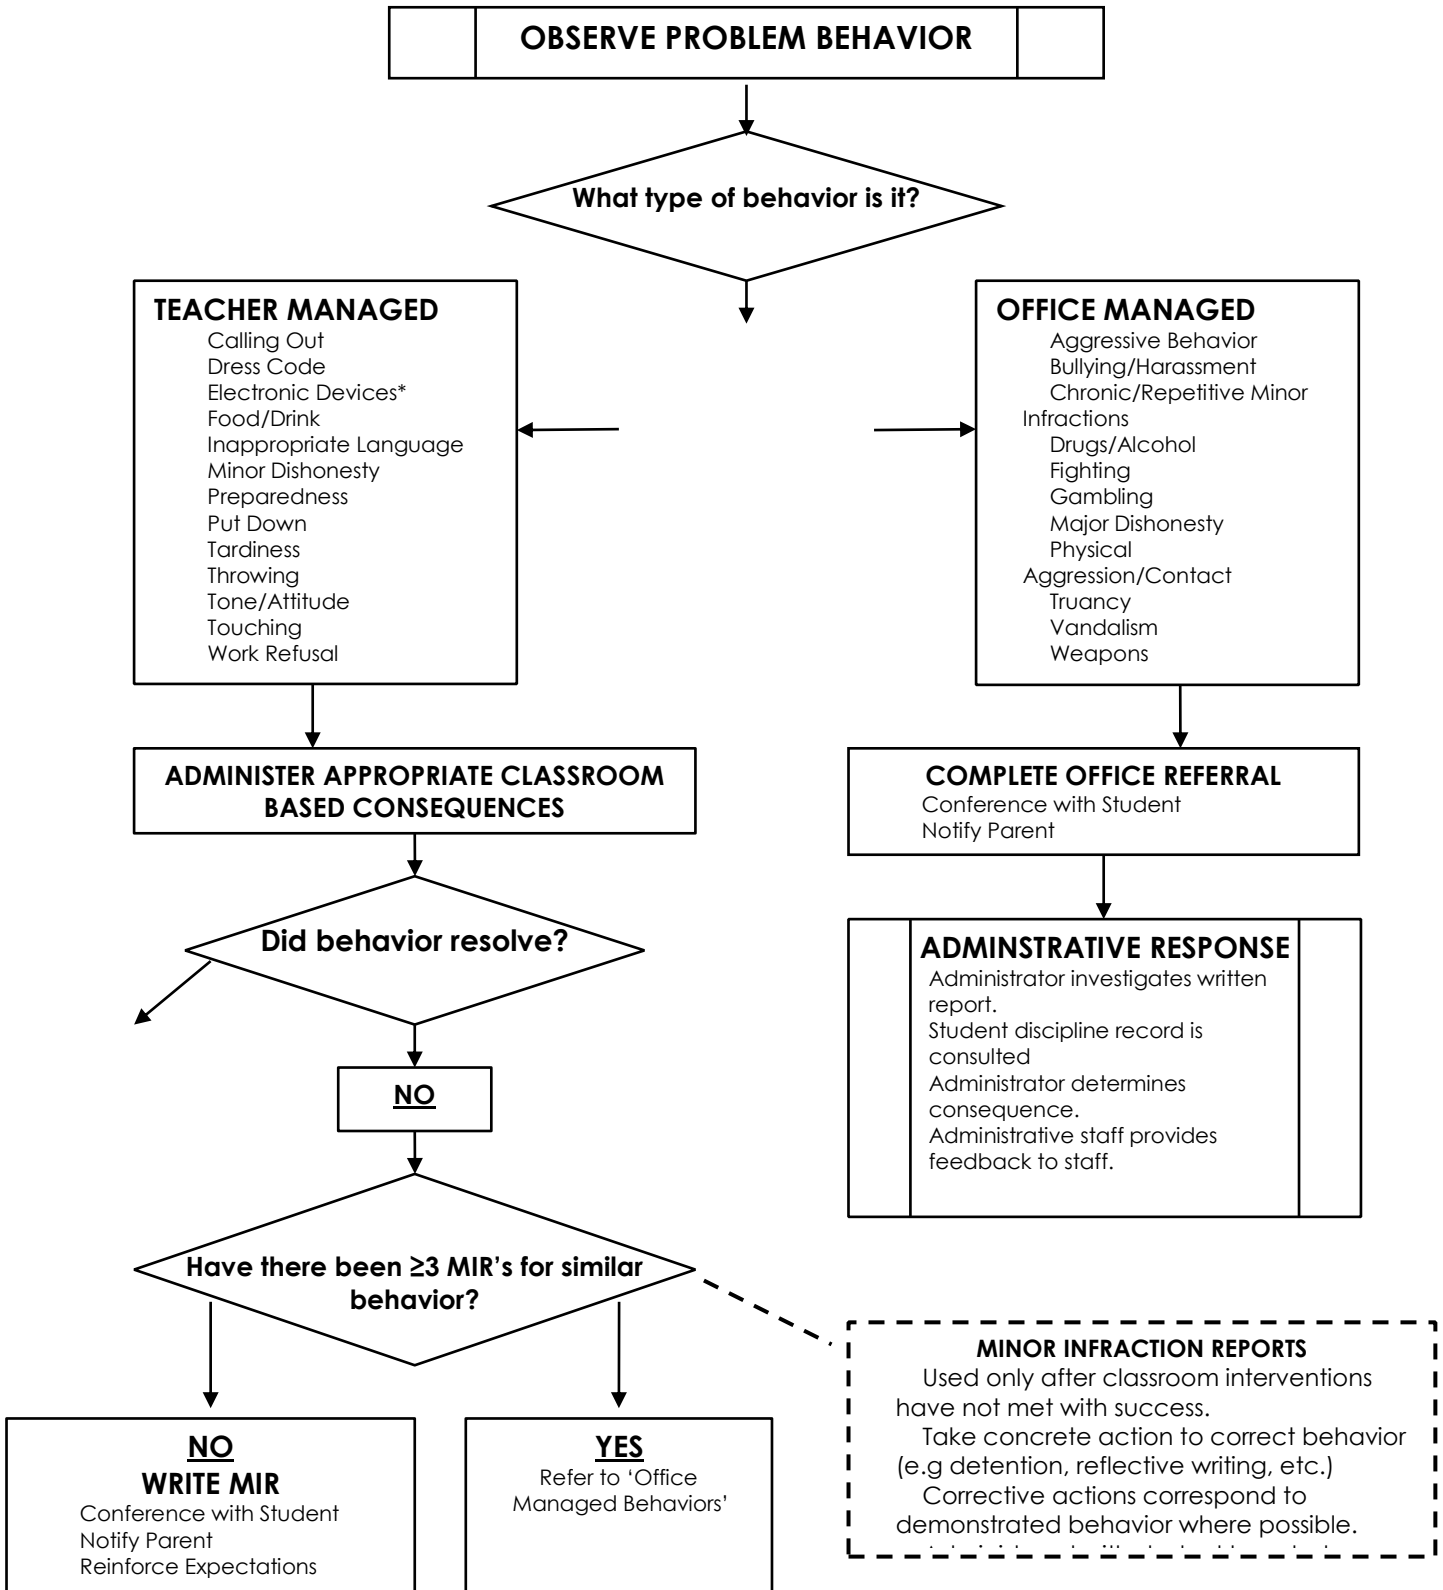 OBSERVE PROBLEM BEHAVIOR
What type of behavior is it?
TEACHER MANAGED
Calling Out
Dress Code
Electronic Devices*
Food/Drink
Inappropriate Language
Minor Dishonesty
Preparedness
Put Down
Tardiness
Throwing
Tone/Attitude
Touching
Work Refusal
OFFICE MANAGED
Aggressive Behavior
Bullying/Harassment
Chronic/Repetitive Minor
Infractions
Drugs/Alcohol
Fighting
Gambling
Major Dishonesty
Physical
Aggression/Contact
Truancy
Vandalism
Weapons
ADMINISTER APPROPRIATE CLASSROOM
BASED CONSEQUENCES
COMPLETE OFFICE REFERRAL
Conference with Student
Notify Parent
Did behavior resolve?
ADMINSTRATIVE RESPONSE
Administrator investigates written
report.
Student discipline record is
consulted
Administrator determines
consequence.
Administrative staff provides
feedback to staff.
NO
Have there been ≥3 MIR's for similar
behavior?
MINOR INFRACTION REPORTS
Used only after classroom interventions
have not met with success.
Take concrete action to correct behavior
(e.g detention, reflective writing, etc.)
Corrective actions correspond to
demonstrated behavior where possible.
NO
WRITE MIR
Conference with Student
Notify Parent
Reinforce Expectations
YES
Refer to 'Office
Managed Behaviors'